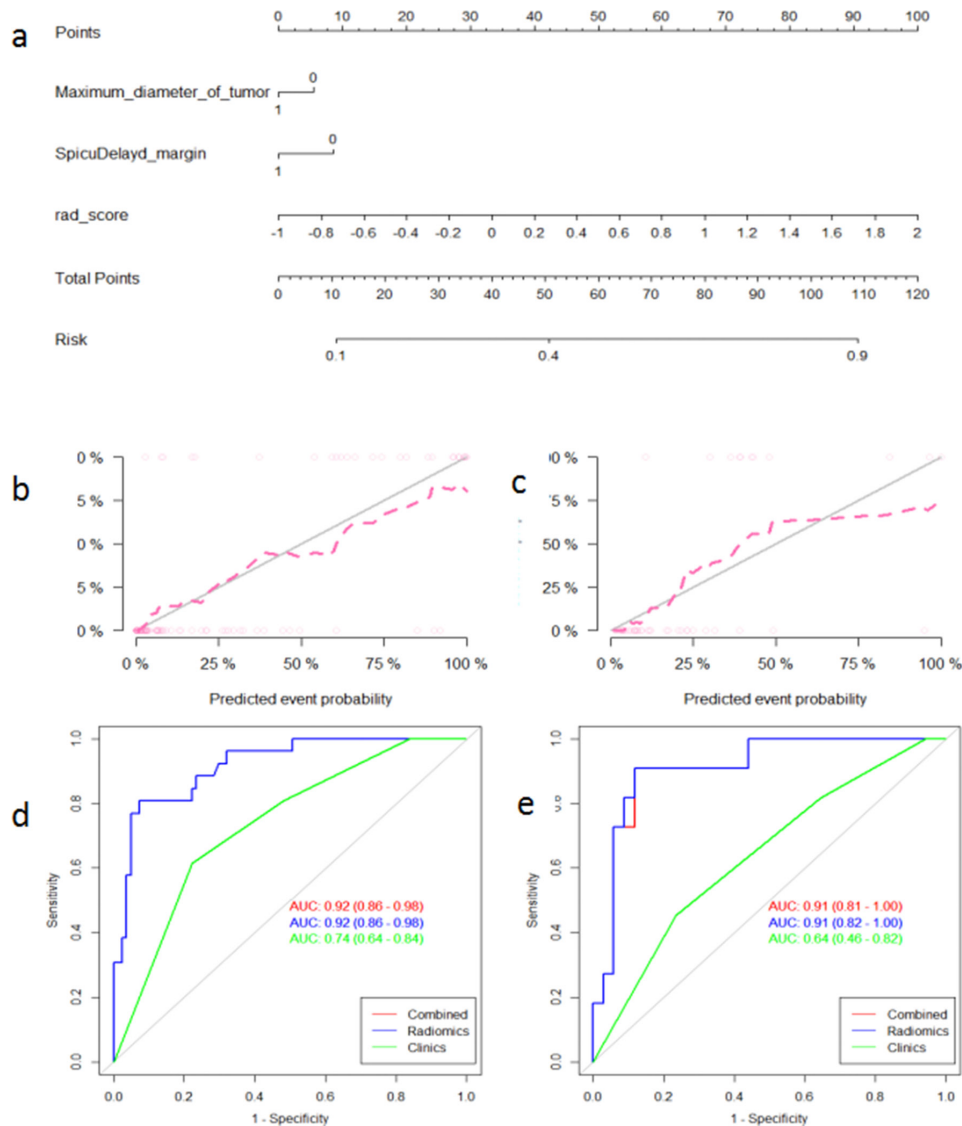 a
Points
0 10 20 30 40 50 60 70 80 90 100
Maximum_diameter_of_tumor
0
1
SpicuDelayd_margin
0
1
rad_score
-1 -0.8 -0.6 -0.4 -0.2 0 0.2 0.4 0.6 0.8 1 1.2 1.4 1.6 1.8 2
Total Points
0 10 20 30 40 50 60 70 80 90 100 110 120
Risk
0.1 0.4 0.9
b
0 %
5 %
0 %
5 %
0 %
0 % 25 % 50 % 75 % 100 %
Predicted event probability
c
50 %
25 %
0 %
0 % 25 % 50 % 75 % 100 %
Predicted event probability
d
Sensitivity
1.0
0.8
0.6
0.4
0.2
0.0
AUC: 0.92 (0.86 - 0.98)
AUC: 0.92 (0.86 - 0.98)
AUC: 0.74 (0.64 - 0.84)
Combined
Radiomics
Clinics
0.0 0.2 0.4 0.6 0.8 1.0
1 - Specificity
e
Sensitivity
1.0
0.8
0.6
0.4
0.2
0.0
AUC: 0.91 (0.81 - 1.00)
AUC: 0.91 (0.82 - 1.00)
AUC: 0.64 (0.46 - 0.82)
Combined
Radiomics
Clinics
0.0 0.2 0.4 0.6 0.8 1.0
1 - Specificity